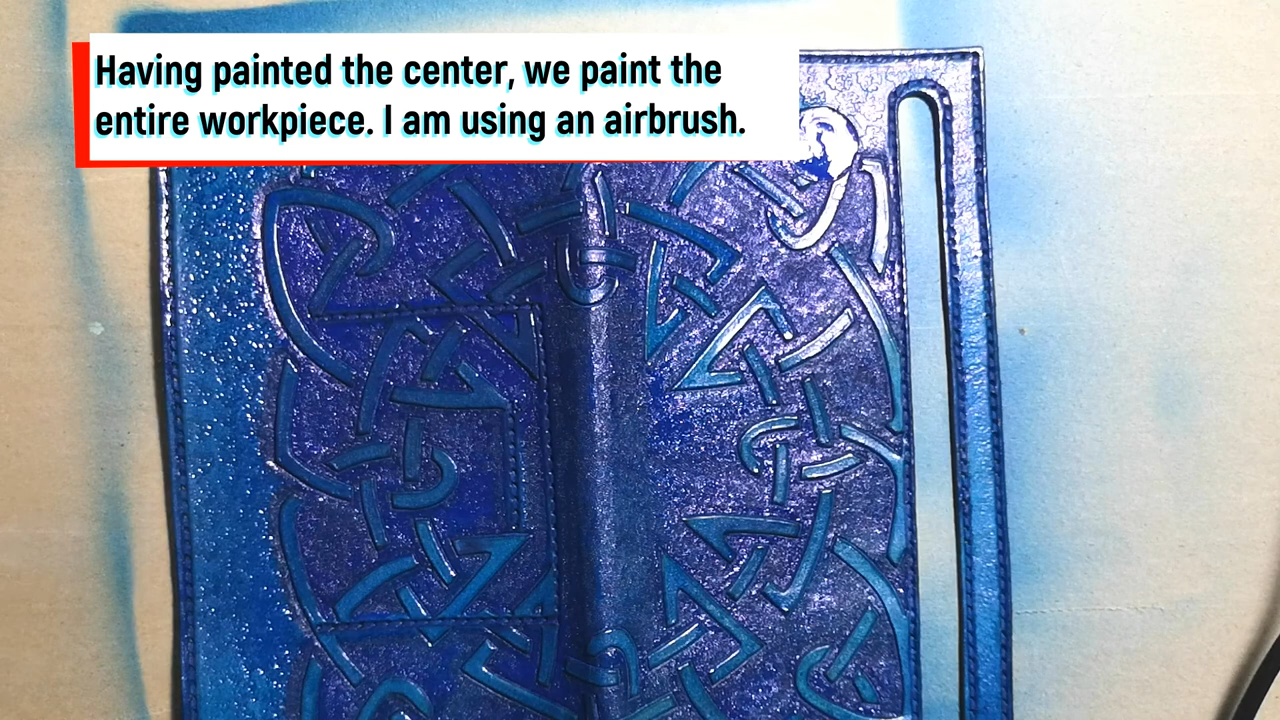 Having painted the center, we paint the
entire workpiece. I am using an airbrush.